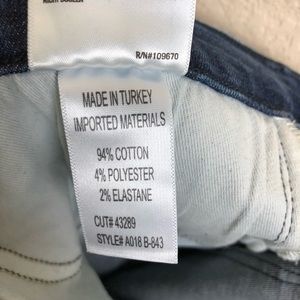 R/N#109670
MADE IN TURKEY
IMPORTED MATERIALS
94% COTTON
4% POLYESTER
2% ELASTANE
CUT# 43289
STYLE# A018 B-843